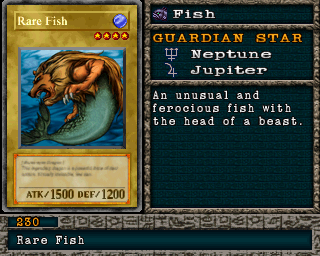 Rare Fish
ATK/1500 DEF/1200
Fish
GUARDIAN STAR
Neptune
Jupiter
An unusual and
ferocious fish with
the head of a beast.
230
Rare Fish